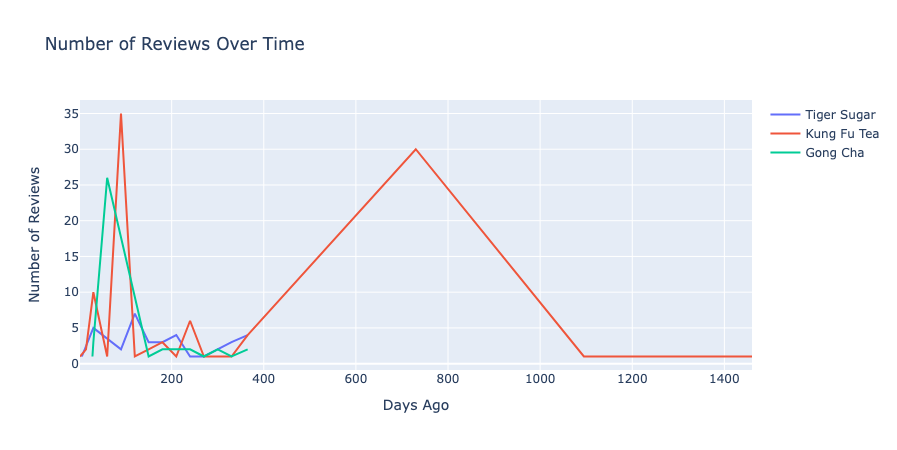 Number of Reviews Over Time
Number of Reviews
35
30
25
20
15
10
5
0
200
400
600
800
1000
1200
1400
Days Ago
Tiger Sugar
Kung Fu Tea
Gong Cha